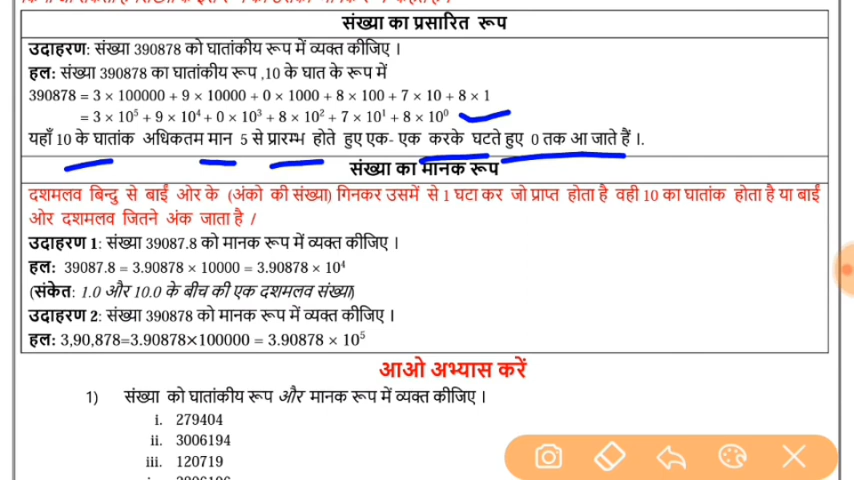 संख्या का प्रसारित रूप
उदाहरण: संख्या 390878 को घातांकीय रूप में व्यक्त कीजिए ।
हल: संख्या 390878 का घातांकीय रूप ,10 के घात के रूप में
390878 = 3 × 100000 + 9 × 10000 + 0 × 1000 + 8 × 100 + 7 × 10 + 8 × 1
= 3 × 10⁵ + 9 × 10⁴ + 0 × 10³ + 8 × 10² + 7 × 10¹ + 8 × 10⁰
यहाँ 10 के घातांक अधिकतम मान 5 से प्रारम्भ होते हुए एक- एक करके घटते हुए 0 तक आ जाते हैं ।.
संख्या का मानक रूप
दशमलव बिन्दु से बाईं ओर के (अंको की संख्या) गिनकर उसमें से 1 घटा कर जो प्राप्त होता है वही 10 का घातांक होता है या बाईं
ओर दशमलव जितने अंक जाता है /
उदाहरण 1: संख्या 39087.8 को मानक रूप में व्यक्त कीजिए ।
हल: 39087.8 = 3.90878 × 10000 = 3.90878 × 10⁴
(संकेत: 1.0 और 10.0 के बीच की एक दशमलव संख्या)
उदाहरण 2: संख्या 390878 को मानक रूप में व्यक्त कीजिए ।
हल: 3,90,878=3.90878×100000 = 3.90878 × 10⁵
आओ अभ्यास करें
1) संख्या को घातांकीय रूप और मानक रूप में व्यक्त कीजिए ।
i. 279404
ii. 3006194
iii. 120719